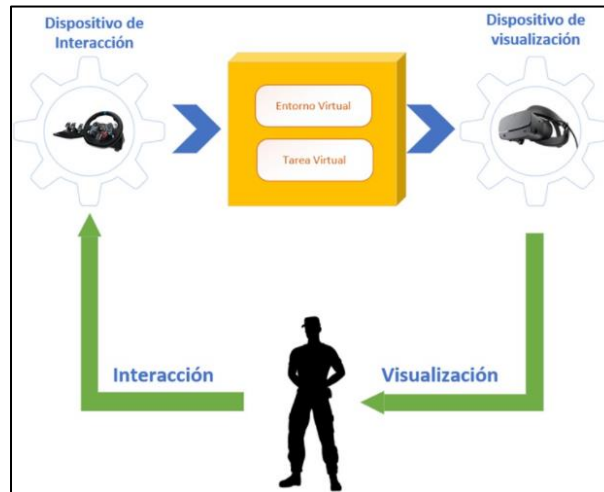 Dispositivo de
Interacción
Dispositivo de
visualización
Entorno Virtual
Tarea Virtual
Interacción
Visualización